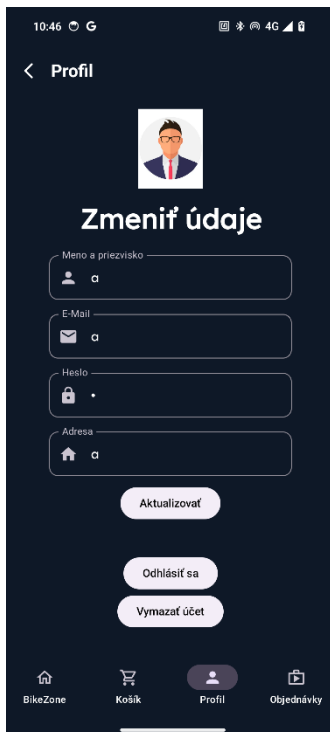 10:46 G 4G
Profil
Zmeniť údaje
Meno a priezvisko
a
E-Mail
a
Heslo
•
Adresa
a
Aktualizovať
Odhlásiť sa
Vymazať účet
BikeZone Košík Profil Objednávky